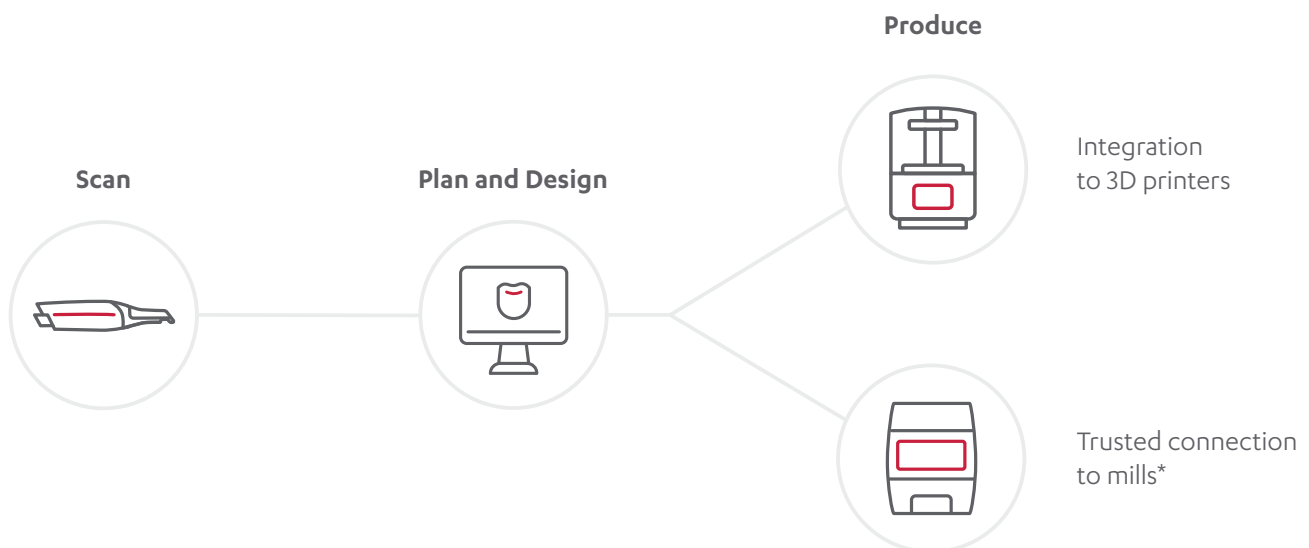 Produce
Scan
Plan and Design
Integration
to 3D printers
Trusted connection
to mills*